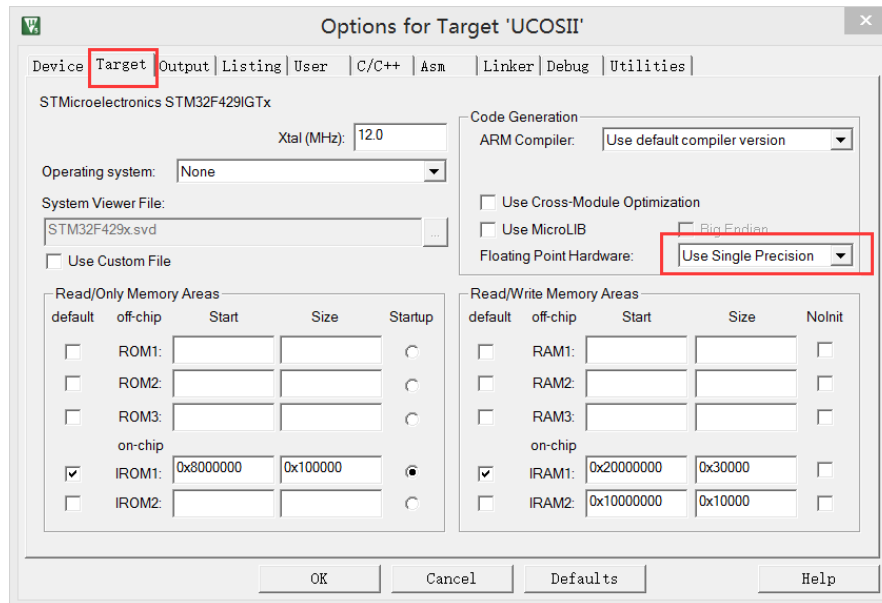 Options for Target 'UCOSII'
Device Target Output Listing User C/C++ Asm Linker Debug Utilities
STMicroelectronics STM32F429IGTx
Xtal (MHz): 12.0
Operating system: None
System Viewer File:
STM32F429x.svd
...
Use Custom File
Code Generation
ARM Compiler: Use default compiler version
Use Cross-Module Optimization
Use MicroLIB Big Endian
Floating Point Hardware: Use Single Precision
Read/Only Memory Areas
default off-chip Start Size Startup
ROM1:
ROM2:
ROM3:
on-chip
IROM1: 0x8000000 0x100000
IROM2:
Read/Write Memory Areas
default off-chip Start Size NoInit
RAM1:
RAM2:
RAM3:
on-chip
IRAM1: 0x20000000 0x30000
IRAM2: 0x10000000 0x10000
OK Cancel Defaults Help